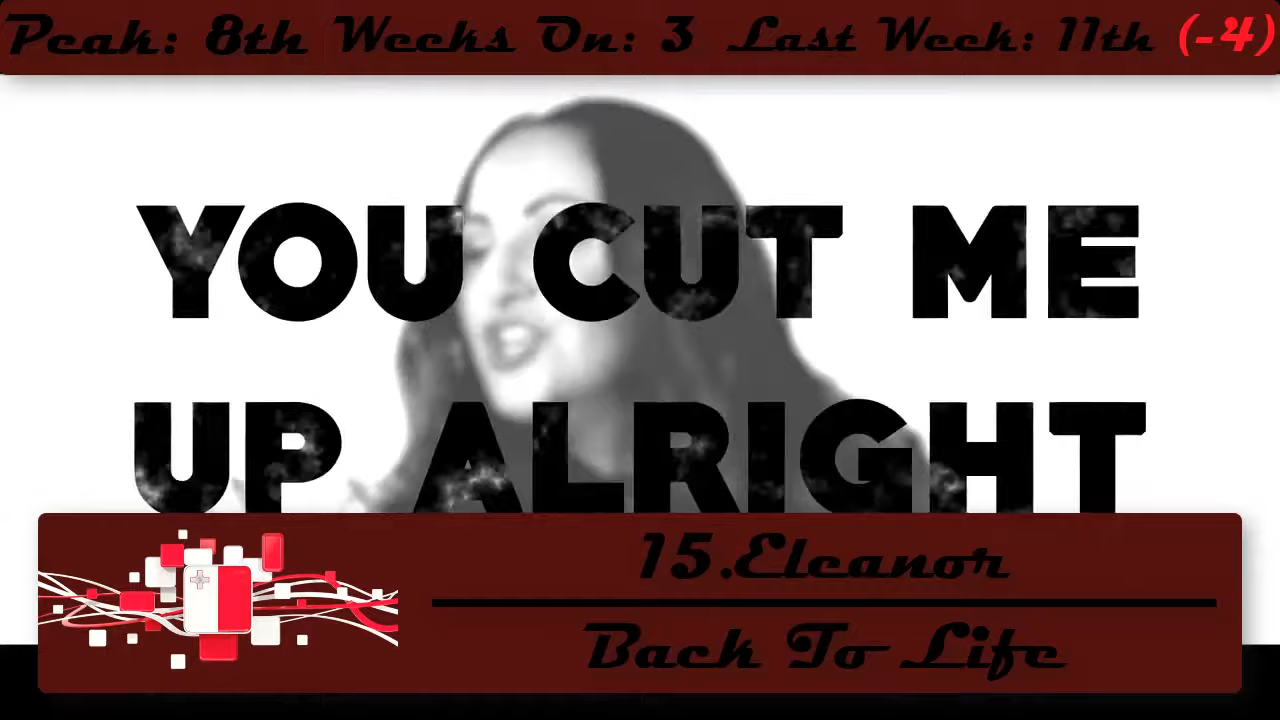 Peak: 8th Weeks On: 3 Last Week: 11th (-4)
YOU CUT ME
UP ALRIGHT
15.Eleanor
Back To Life